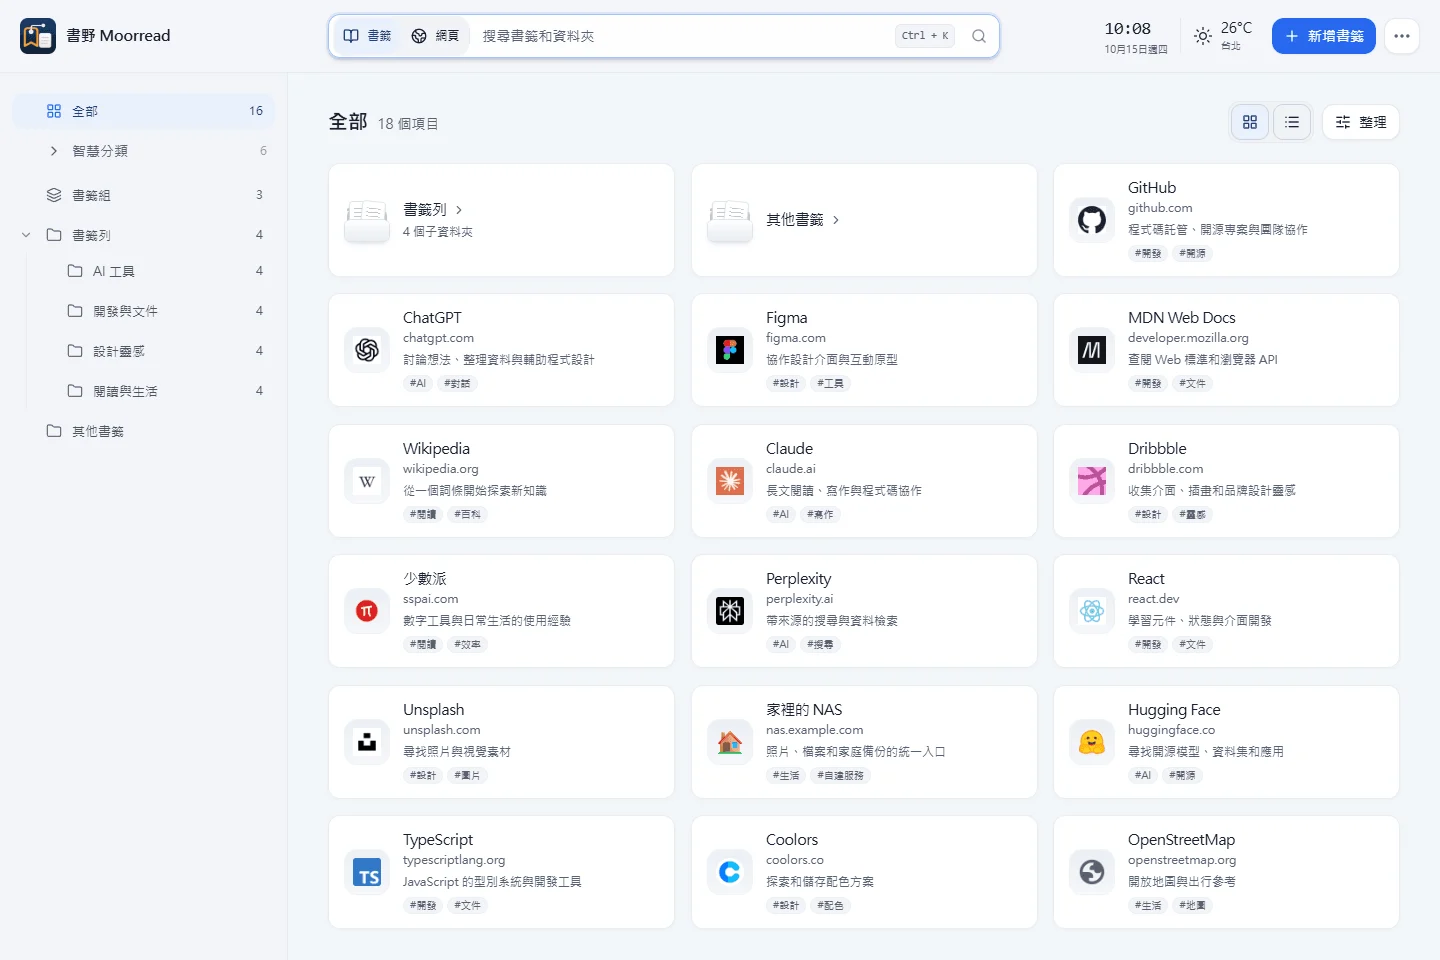 書野 Moorread
書籤
網頁
搜尋書籤和資料夾
Ctrl + K
10:08
10月15日週四
26°C
台北
新增書籤
全部 16
智慧分類 6
書籤組 3
書籤列 4
AI 工具 4
開發與文件 4
設計靈感 4
閱讀與生活 4
其他書籤
全部 18 個項目
整理
書籤列
4 個子資料夾
其他書籤
GitHub
github.com
程式碼託管、開源專案與團隊協作
#開發 #開源
ChatGPT
chatgpt.com
討論想法、整理資料與輔助程式設計
#AI #對話
Figma
figma.com
協作設計介面與互動原型
#設計 #工具
MDN Web Docs
developer.mozilla.org
查閱 Web 標準和瀏覽器 API
#開發 #文件
Wikipedia
wikipedia.org
從一個詞條開始探索新知識
#閱讀 #百科
Claude
claude.ai
長文閱讀、寫作與程式碼協作
#AI #寫作
Dribbble
dribbble.com
收集介面、插畫和品牌設計靈感
#設計 #靈感
少數派
sspai.com
數字工具與日常生活的使用經驗
#閱讀 #效率
Perplexity
perplexity.ai
帶來源的搜尋與資料檢索
#AI #搜尋
React
react.dev
學習元件、狀態與介面開發
#開發 #文件
Unsplash
unsplash.com
尋找照片與視覺素材
#設計 #圖片
家裡的 NAS
nas.example.com
照片、檔案和家庭備份的統一入口
#生活 #自建服務
Hugging Face
huggingface.co
尋找開源模型、資料集和應用
#AI #開源
TypeScript
typescriptlang.org
JavaScript 的型別系統與開發工具
#開發 #文件
Coolors
coolors.co
探索和儲存配色方案
#設計 #配色
OpenStreetMap
openstreetmap.org
開放地圖與出行參考
#生活 #地圖